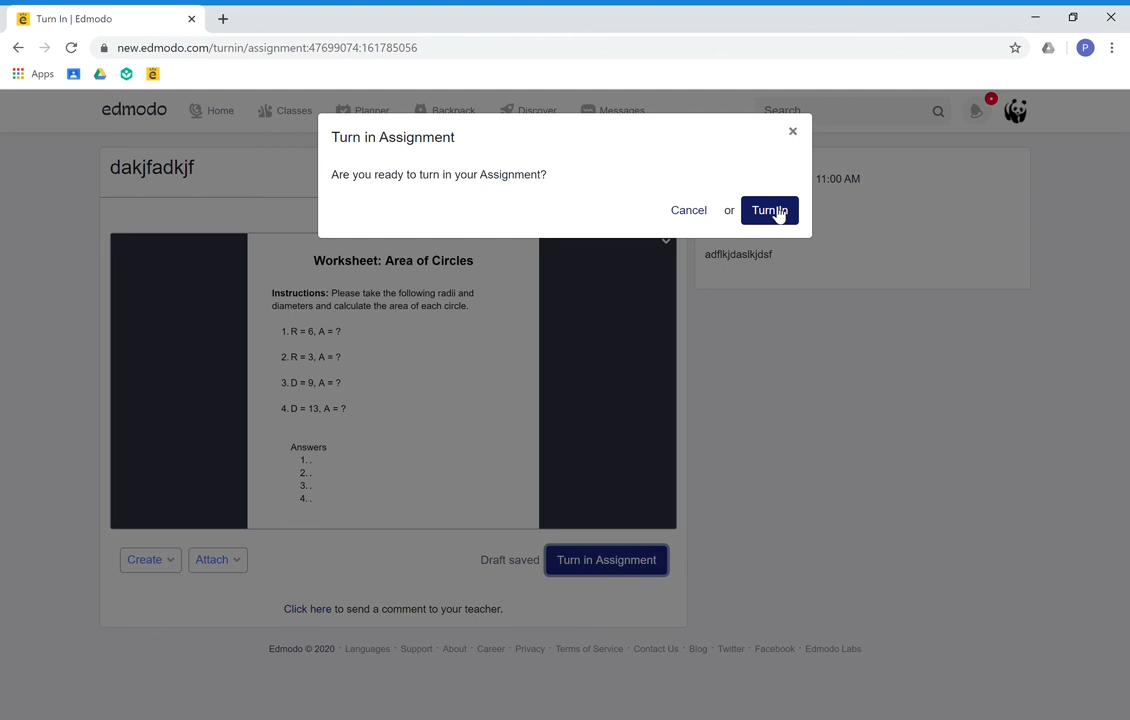 Turn In | Edmodo
new.edmodo.com/turnin/assignment:47699074:161785056
P
Apps
edmodo
Home
Classes
Planner
Backpack
Discover
Messages
Search
Turn in Assignment
×
Are you ready to turn in your Assignment?
Cancel
or
Turn In
dakjfadkjf
11:00 AM
adflkjdaslkjdsf
Worksheet: Area of Circles
Instructions: Please take the following radii and
diameters and calculate the area of each circle.
1. R = 6, A = ?
2. R = 3, A = ?
3. D = 9, A = ?
4. D = 13, A = ?
Answers
1. .
2. .
3. .
4. .
Create
Attach
Draft saved
Turn in Assignment
Click here to send a comment to your teacher.
Edmodo © 2020 · Languages · Support · About · Career · Privacy · Terms of Service · Contact Us · Blog · Twitter · Facebook · Edmodo Labs